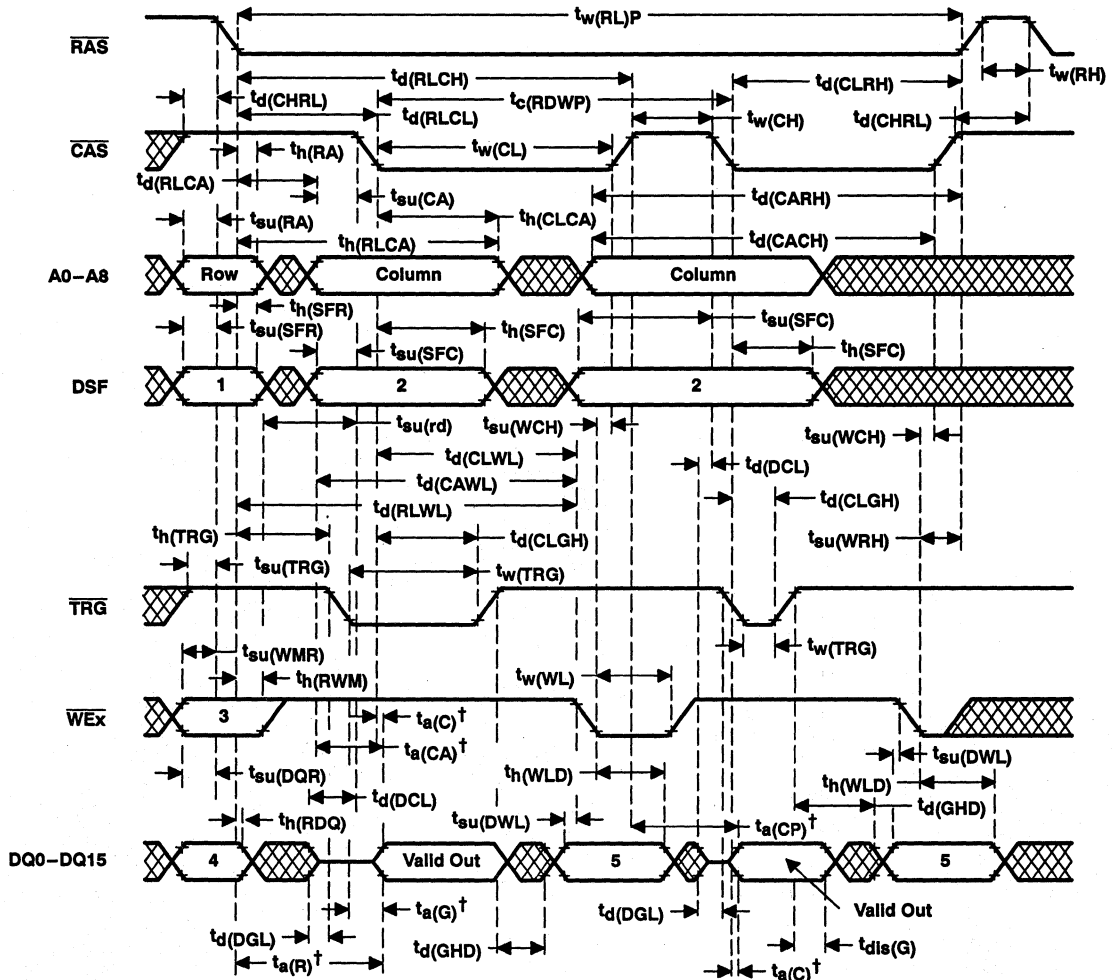 tw(RL)P
RAS
tw(RH)
td(RLCH)
td(CLRH)
td(CHRL)
tc(RDWP)
td(RLCL)
tw(CH)
td(CHRL)
CAS
th(RA)
tw(CL)
td(RLCA)
tsu(CA)
td(CARH)
tsu(RA)
th(CLCA)
th(RLCA)
td(CACH)
A0–A8
Row
Column
Column
th(SFR)
tsu(SFR)
th(SFC)
tsu(SFC)
tsu(SFC)
th(SFC)
DSF
1
2
2
tsu(rd)
tsu(WCH)
tsu(WCH)
td(CLWL)
td(DCL)
td(CAWL)
td(CLGH)
td(RLWL)
th(TRG)
td(CLGH)
tsu(WRH)
tsu(TRG)
tw(TRG)
TRG
tw(TRG)
tsu(WMR)
th(RWM)
tw(WL)
WEx
3
ta(C)†
ta(CA)†
tsu(DWL)
tsu(DQR)
th(WLD)
th(WLD)
td(DCL)
td(GHD)
th(RDQ)
tsu(DWL)
ta(CP)†
DQ0–DQ15
4
Valid Out
5
5
ta(G)†
td(DGL)
Valid Out
td(DGL)
td(GHD)
tdis(G)
ta(R)†
ta(C)†